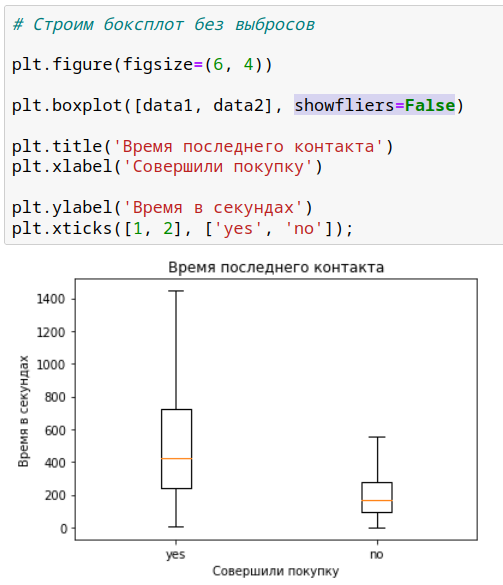 # Строим боксплот без выбросов
plt.figure(figsize=(6, 4))
plt.boxplot([data1, data2], showfliers=False)
plt.title('Время последнего контакта')
plt.xlabel('Совершили покупку')
plt.ylabel('Время в секундах')
plt.xticks([1, 2], ['yes', 'no']);
Время последнего контакта
Время в секундах
1400
1200
1000
800
600
400
200
0
yes no
Совершили покупку